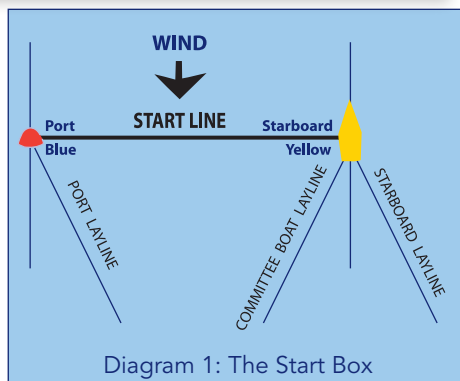 WIND
START LINE
Port
Blue
Starboard
Yellow
PORT LAYLINE
COMMITTEE BOAT LAYLINE
STARBOARD LAYLINE
Diagram 1: The Start Box